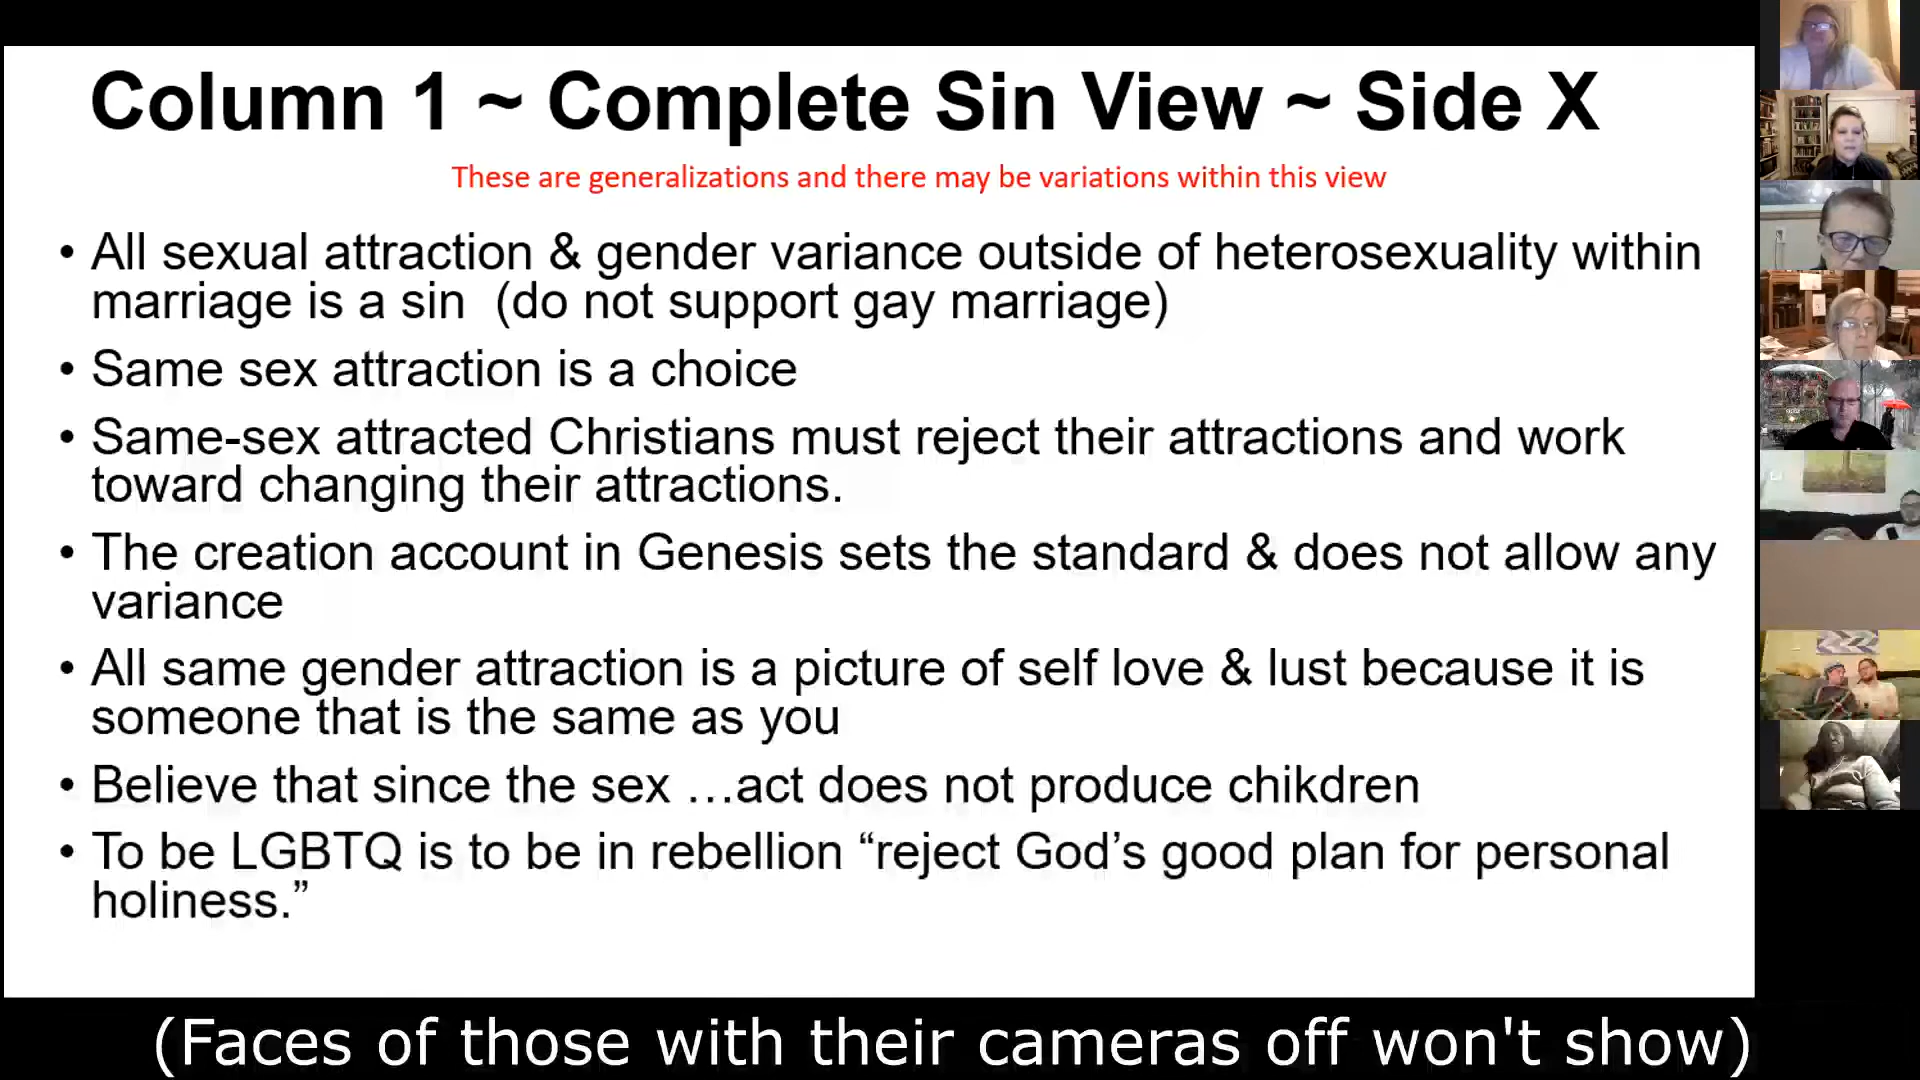 Column 1 ~ Complete Sin View ~ Side X
These are generalizations and there may be variations within this view
• All sexual attraction & gender variance outside of heterosexuality within
marriage is a sin  (do not support gay marriage)
• Same sex attraction is a choice
• Same-sex attracted Christians must reject their attractions and work
toward changing their attractions.
• The creation account in Genesis sets the standard & does not allow any
variance
• All same gender attraction is a picture of self love & lust because it is
someone that is the same as you
• Believe that since the sex …act does not produce chikdren
• To be LGBTQ is to be in rebellion “reject God’s good plan for personal
holiness.”
(Faces of those with their cameras off won't show)